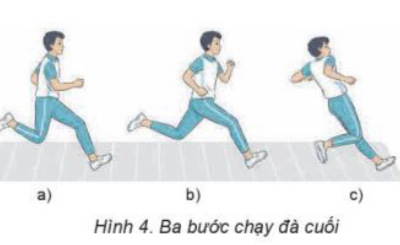 a) b) c)
Hình 4. Ba bước chạy đà cuối